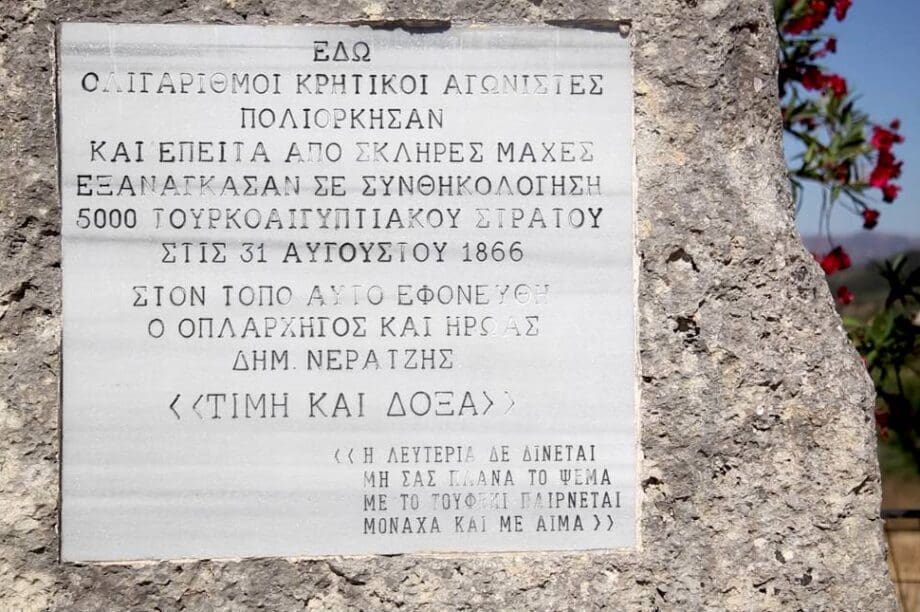 ΕΔΩ
ΟΛΙΓΑΡΙΘΜΟΙ ΚΡΗΤΙΚΟΙ ΑΓΩΝΙΣΤΕΣ
ΠΟΛΙΟΡΚΗΣΑΝ
ΚΑΙ ΕΠΕΙΤΑ ΑΠΟ ΣΚΛΗΡΕΣ ΜΑΧΕΣ
ΕΞΑΝΑΓΚΑΣΑΝ ΣΕ ΣΥΝΘΗΚΟΛΟΓΗΣΗ
5000 ΤΟΥΡΚΟΑΙΓΥΠΤΙΑΚΟΥ ΣΤΡΑΤΟΥ
ΣΤΙΣ 31 ΑΥΓΟΥΣΤΟΥ 1866
ΣΤΟΝ ΤΟΠΟ ΑΥΤΟ ΕΦΟΝΕΥΘΗ
Ο ΟΠΛΑΡΧΗΓΟΣ ΚΑΙ ΗΡΩΑΣ
ΔΗΜ. ΝΕΡΑΤΖΗΣ
<<ΤΙΜΗ ΚΑΙ ΔΟΞΑ>>
<< Η ΛΕΥΤΕΡΙΑ ΔΕ ΔΙΝΕΤΑΙ
ΜΗ ΣΑΣ ΠΛΑΝΑ ΤΟ ΨΕΜΑ
ΜΕ ΤΟ ΤΟΥΦΕΚΙ ΠΑΙΡΝΕΤΑΙ
ΜΟΝΑΧΑ ΚΑΙ ΜΕ ΑΙΜΑ >>